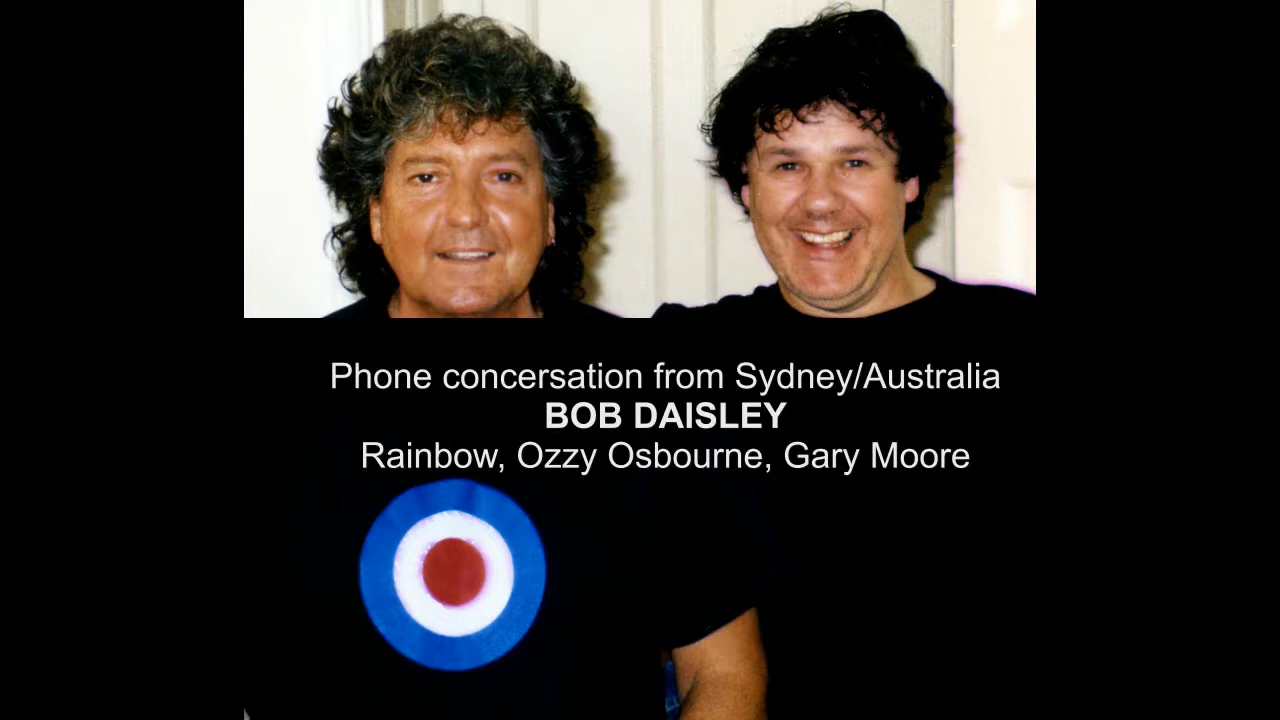 Phone concersation from Sydney/Australia
BOB DAISLEY
Rainbow, Ozzy Osbourne, Gary Moore